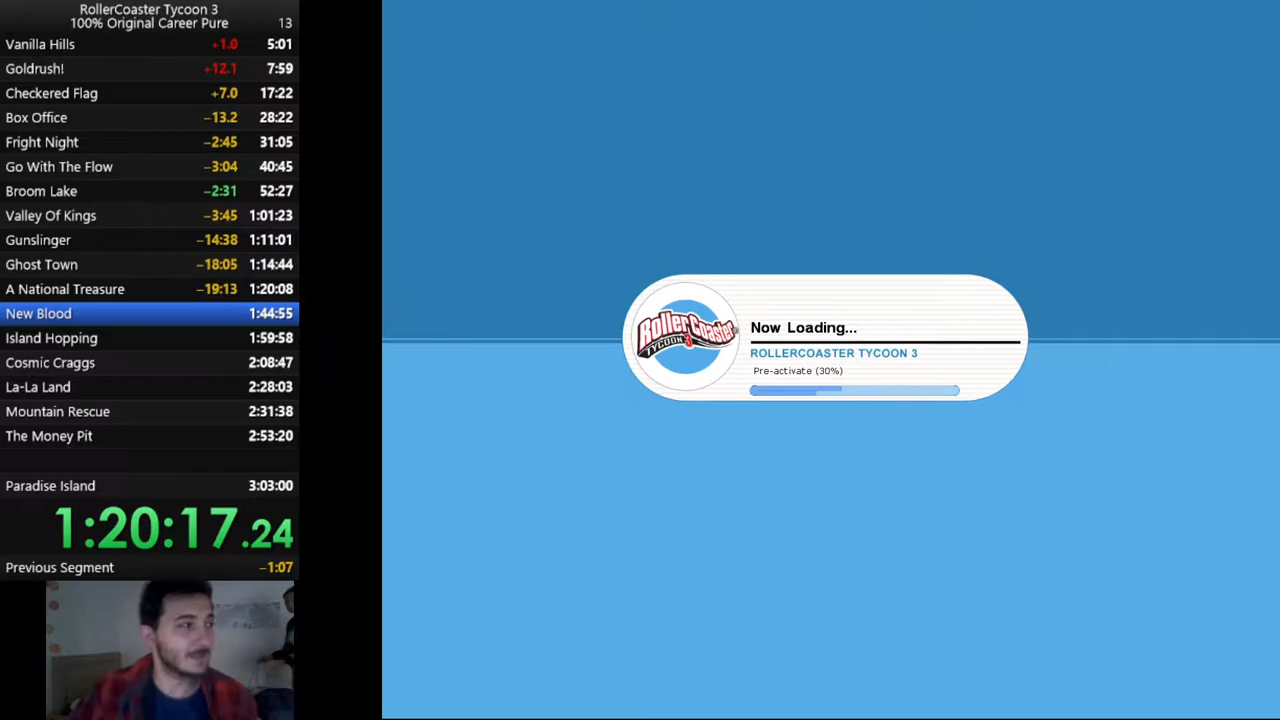 RollerCoaster Tycoon 3
100% Original Career Pure 13
Vanilla Hills +1.0 5:01
Goldrush! +12.1 7:59
Checkered Flag +7.0 17:22
Box Office −13.2 28:22
Fright Night −2:45 31:05
Go With The Flow −3:04 40:45
Broom Lake −2:31 52:27
Valley Of Kings −3:45 1:01:23
Gunslinger −14:38 1:11:01
Ghost Town −18:05 1:14:44
A National Treasure −19:13 1:20:08
New Blood 1:44:55
Island Hopping 1:59:58
Cosmic Craggs 2:08:47
La-La Land 2:28:03
Mountain Rescue 2:31:38
The Money Pit 2:53:20
Paradise Island 3:03:00
1:20:17.24
Previous Segment −1:07
RollerCoaster
TYCOON 3
Now Loading...
ROLLERCOASTER TYCOON 3
Pre-activate (30%)